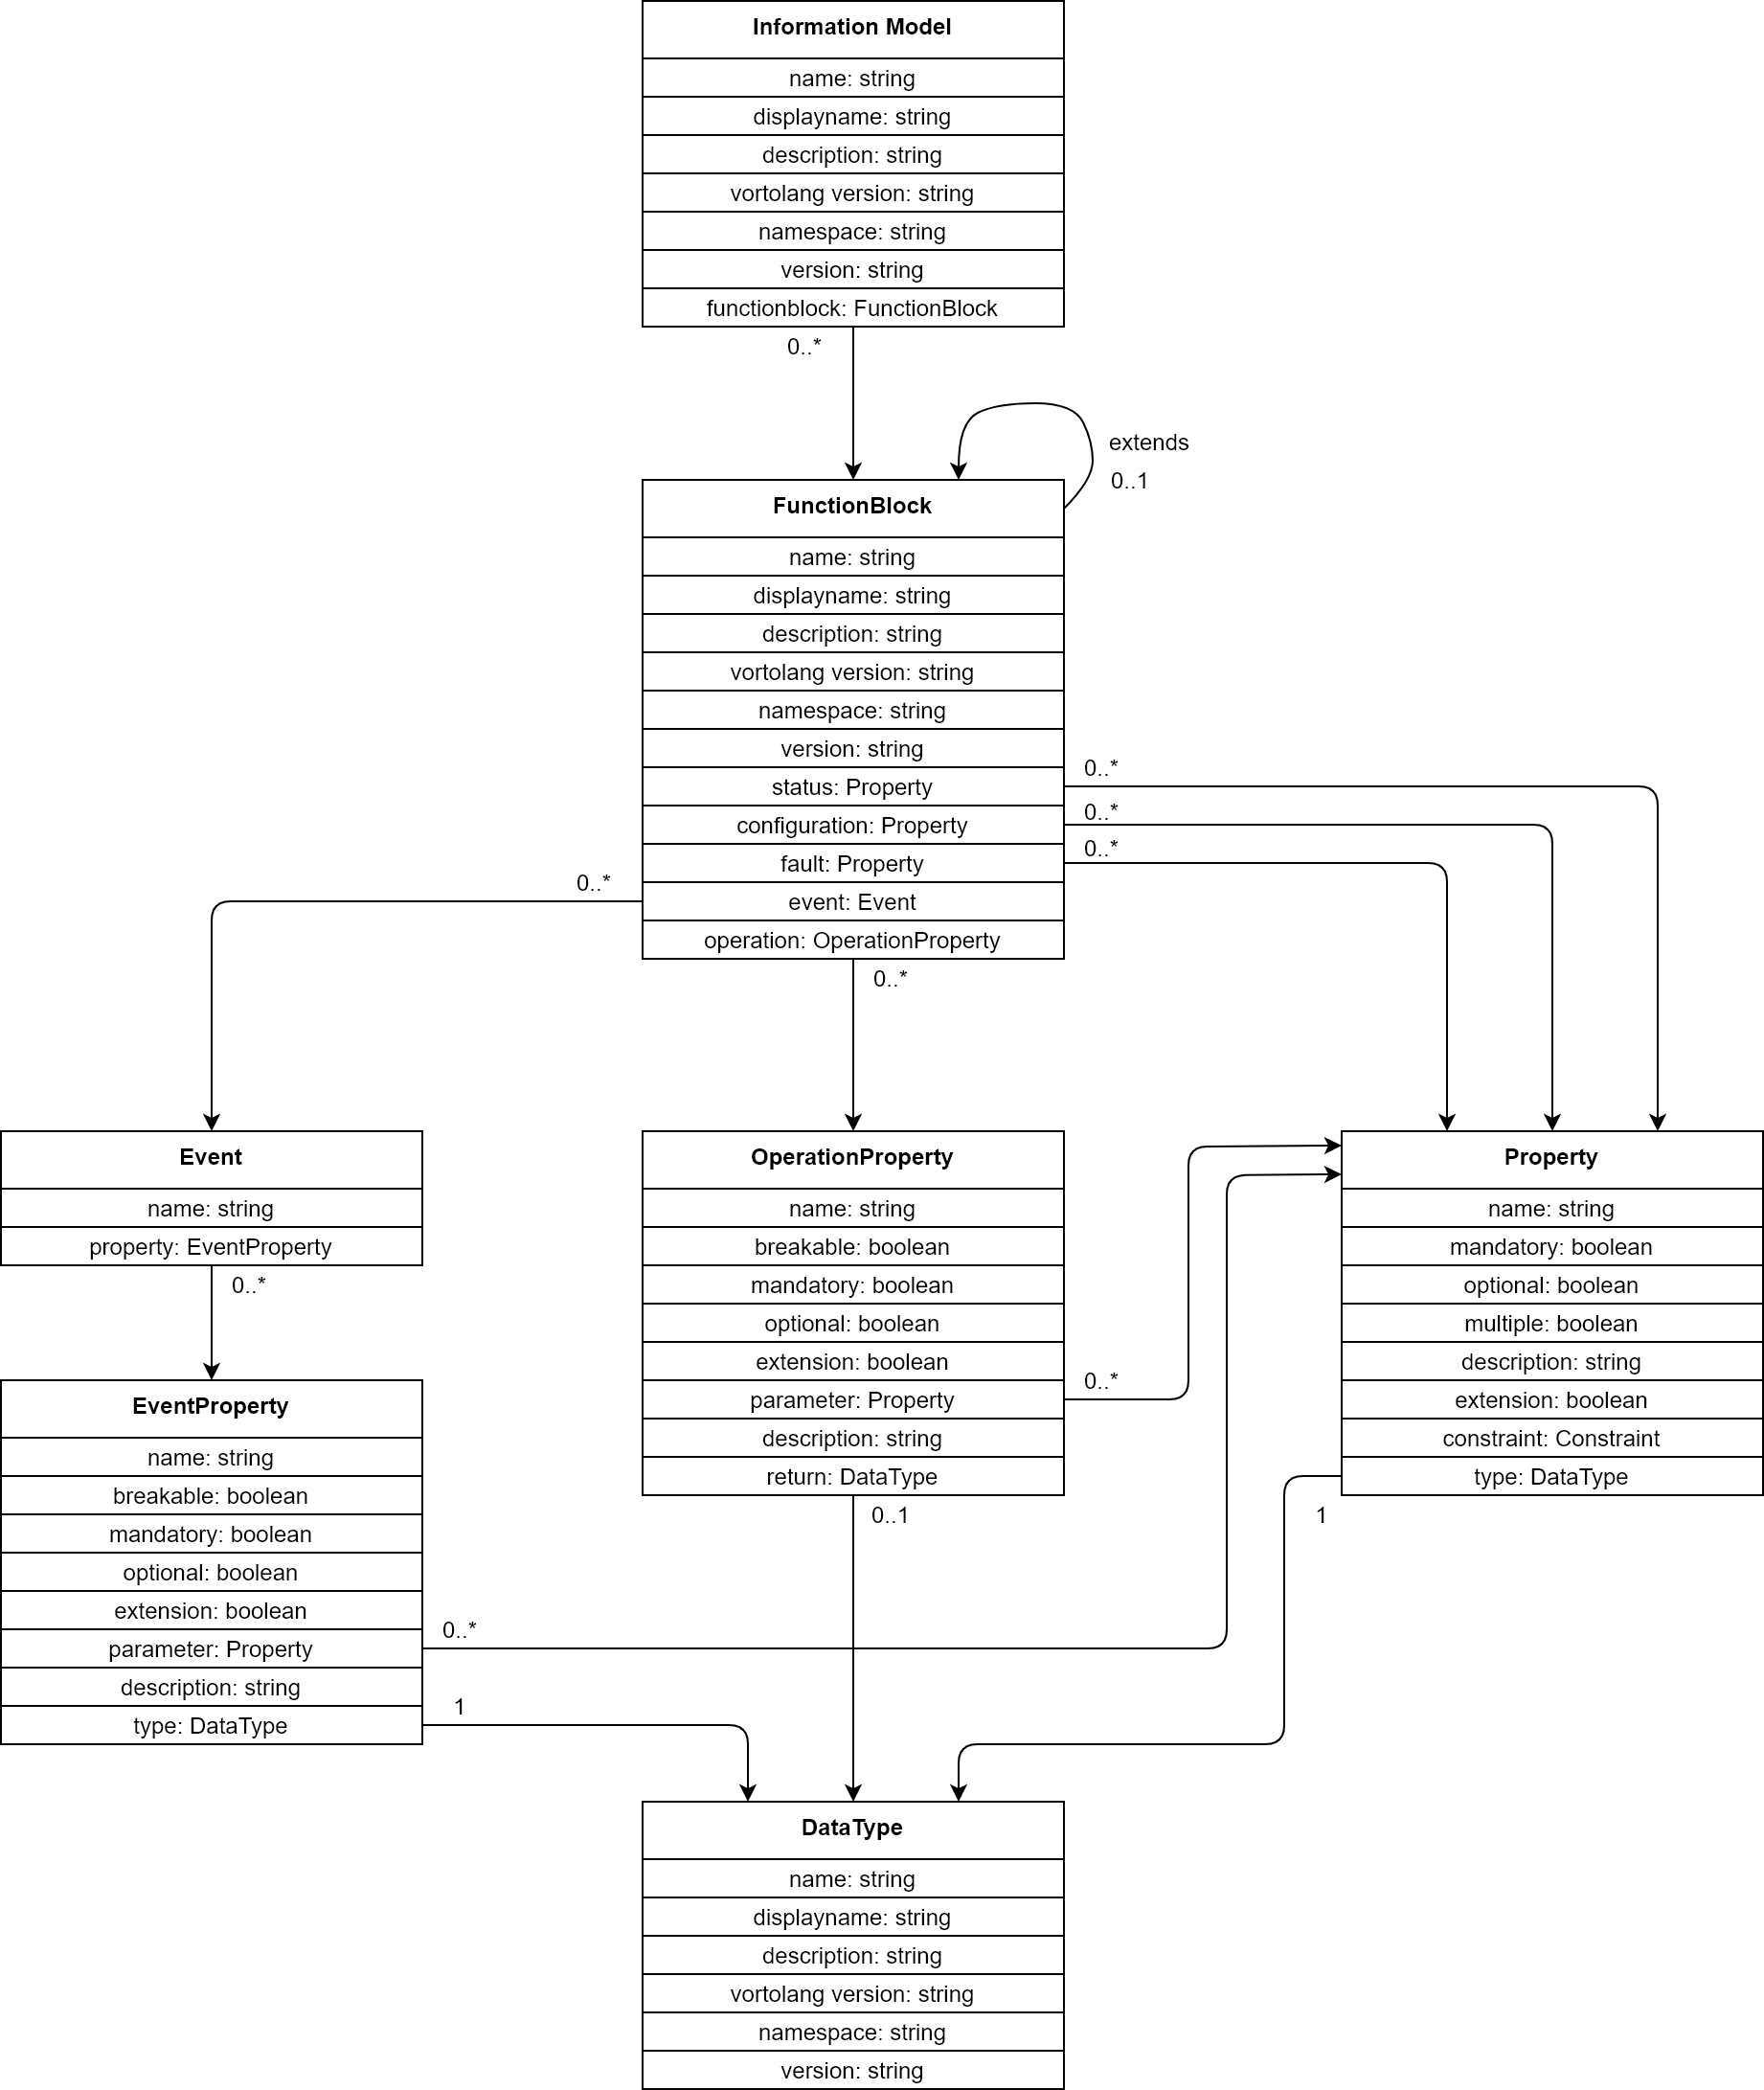 Information Model
name: string
displayname: string
description: string
vortolang version: string
namespace: string
version: string
functionblock: FunctionBlock
0..*
extends
0..1
FunctionBlock
name: string
displayname: string
description: string
vortolang version: string
namespace: string
version: string
0..*
status: Property
0..*
configuration: Property
0..*
fault: Property
0..*
event: Event
operation: OperationProperty
0..*
Event
name: string
property: EventProperty
0..*
EventProperty
name: string
breakable: boolean
mandatory: boolean
optional: boolean
extension: boolean
0..*
parameter: Property
description: string
1
type: DataType
OperationProperty
name: string
breakable: boolean
mandatory: boolean
optional: boolean
extension: boolean
0..*
parameter: Property
description: string
return: DataType
0..1
Property
name: string
mandatory: boolean
optional: boolean
multiple: boolean
description: string
extension: boolean
constraint: Constraint
type: DataType
1
DataType
name: string
displayname: string
description: string
vortolang version: string
namespace: string
version: string